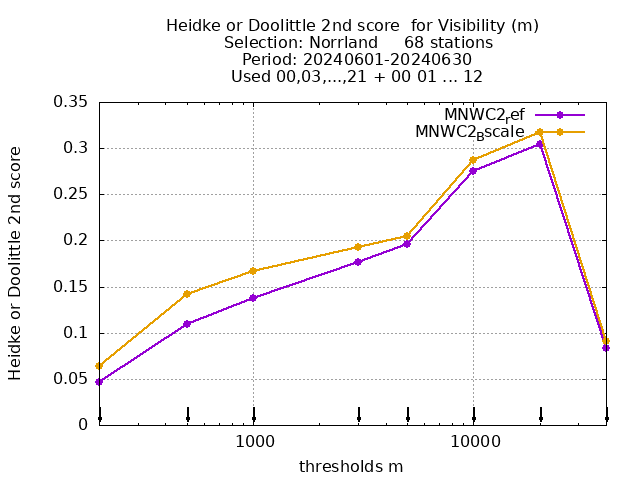 Heidke or Doolittle 2nd score  for Visibility (m)
Selection: Norrland     68 stations
Period: 20240601-20240630
Used 00,03,...,21 + 00 01 ... 12
MNWC2ref
MNWC2Bscale
Heidke or Doolittle 2nd score
0.35
0.3
0.25
0.2
0.15
0.1
0.05
0
1000 10000
thresholds m